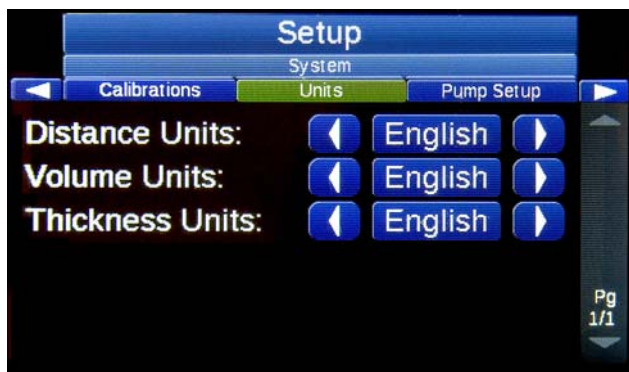 Setup
System
Calibrations Units Pump Setup
Distance Units: English
Volume Units: English
Thickness Units: English
Pg
1/1